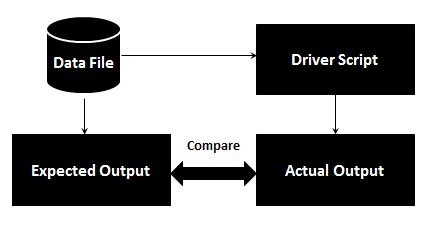 Data File
Driver Script
Compare
Expected Output
Actual Output